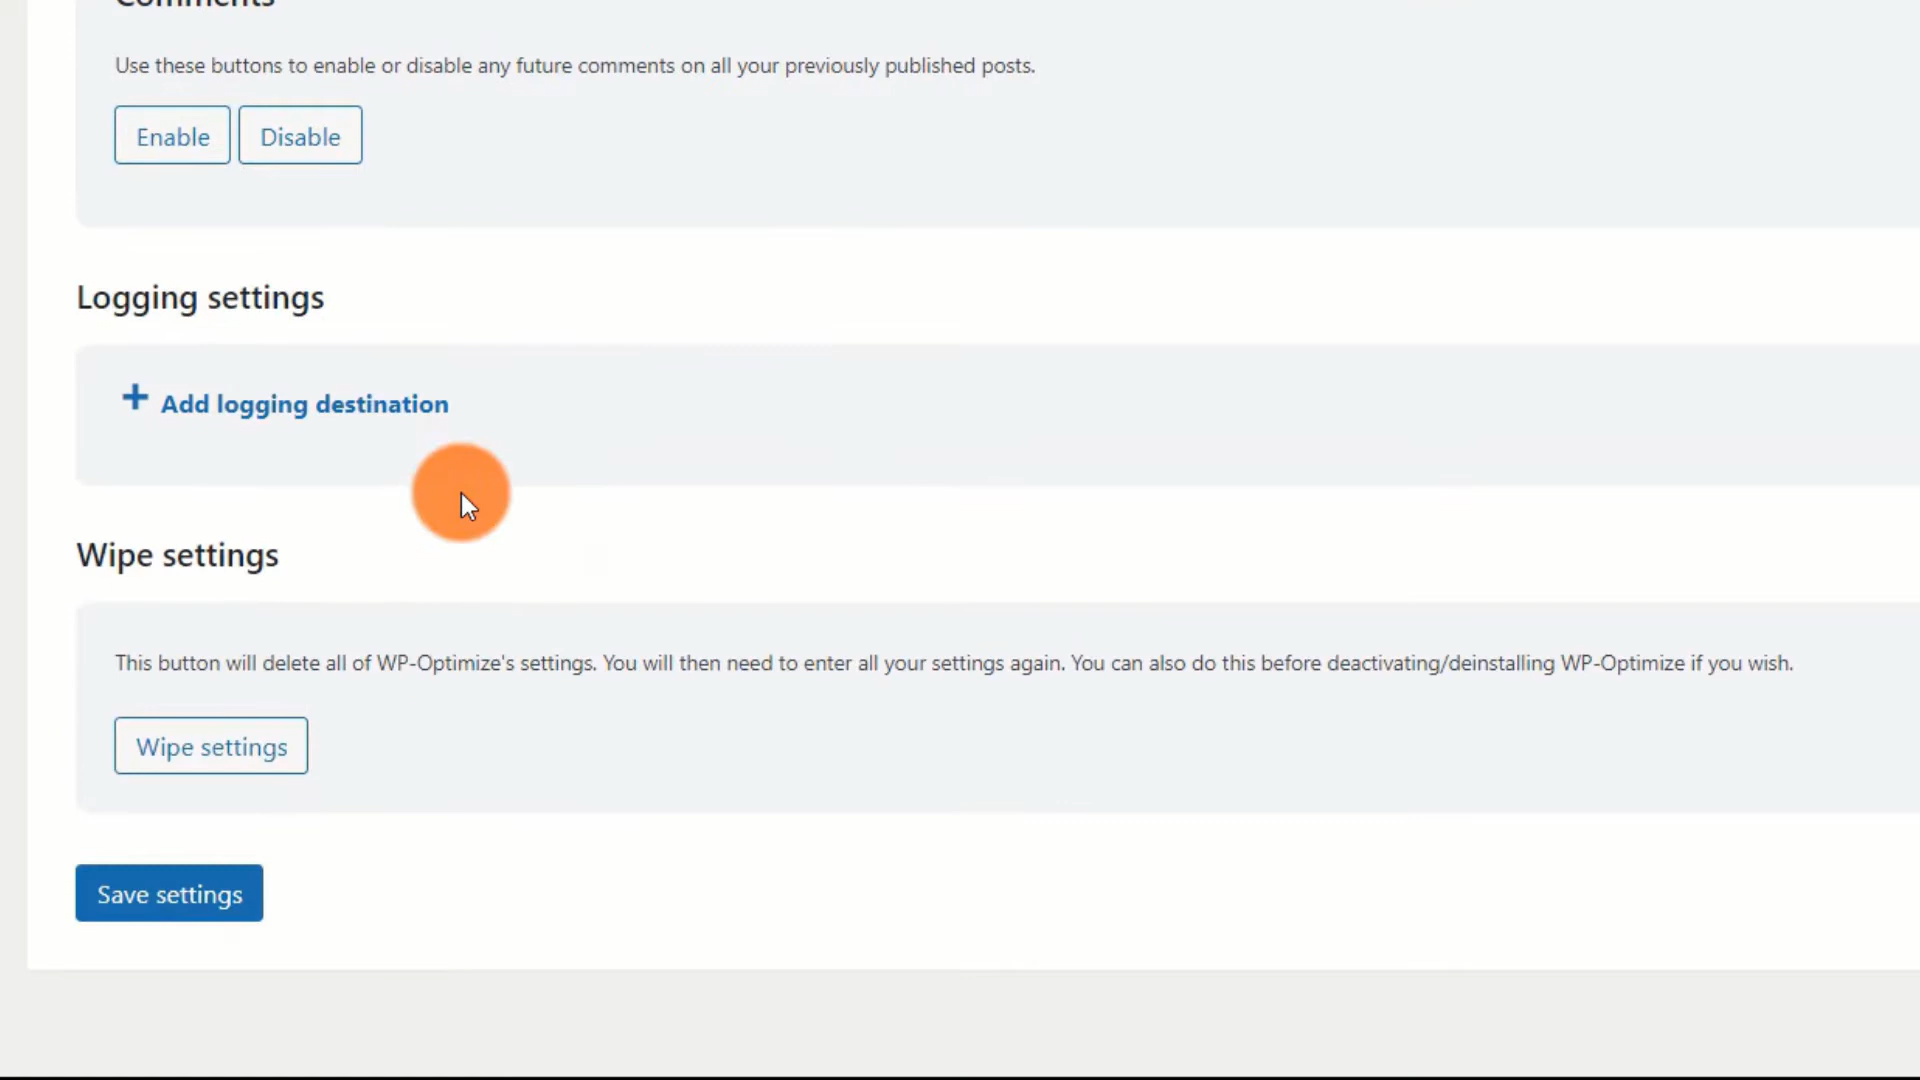 Comments
Use these buttons to enable or disable any future comments on all your previously published posts.
Enable Disable
Logging settings
+ Add logging destination
Wipe settings
This button will delete all of WP-Optimize's settings. You will then need to enter all your settings again. You can also do this before deactivating/deinstalling WP-Optimize if you wish.
Wipe settings
Save settings